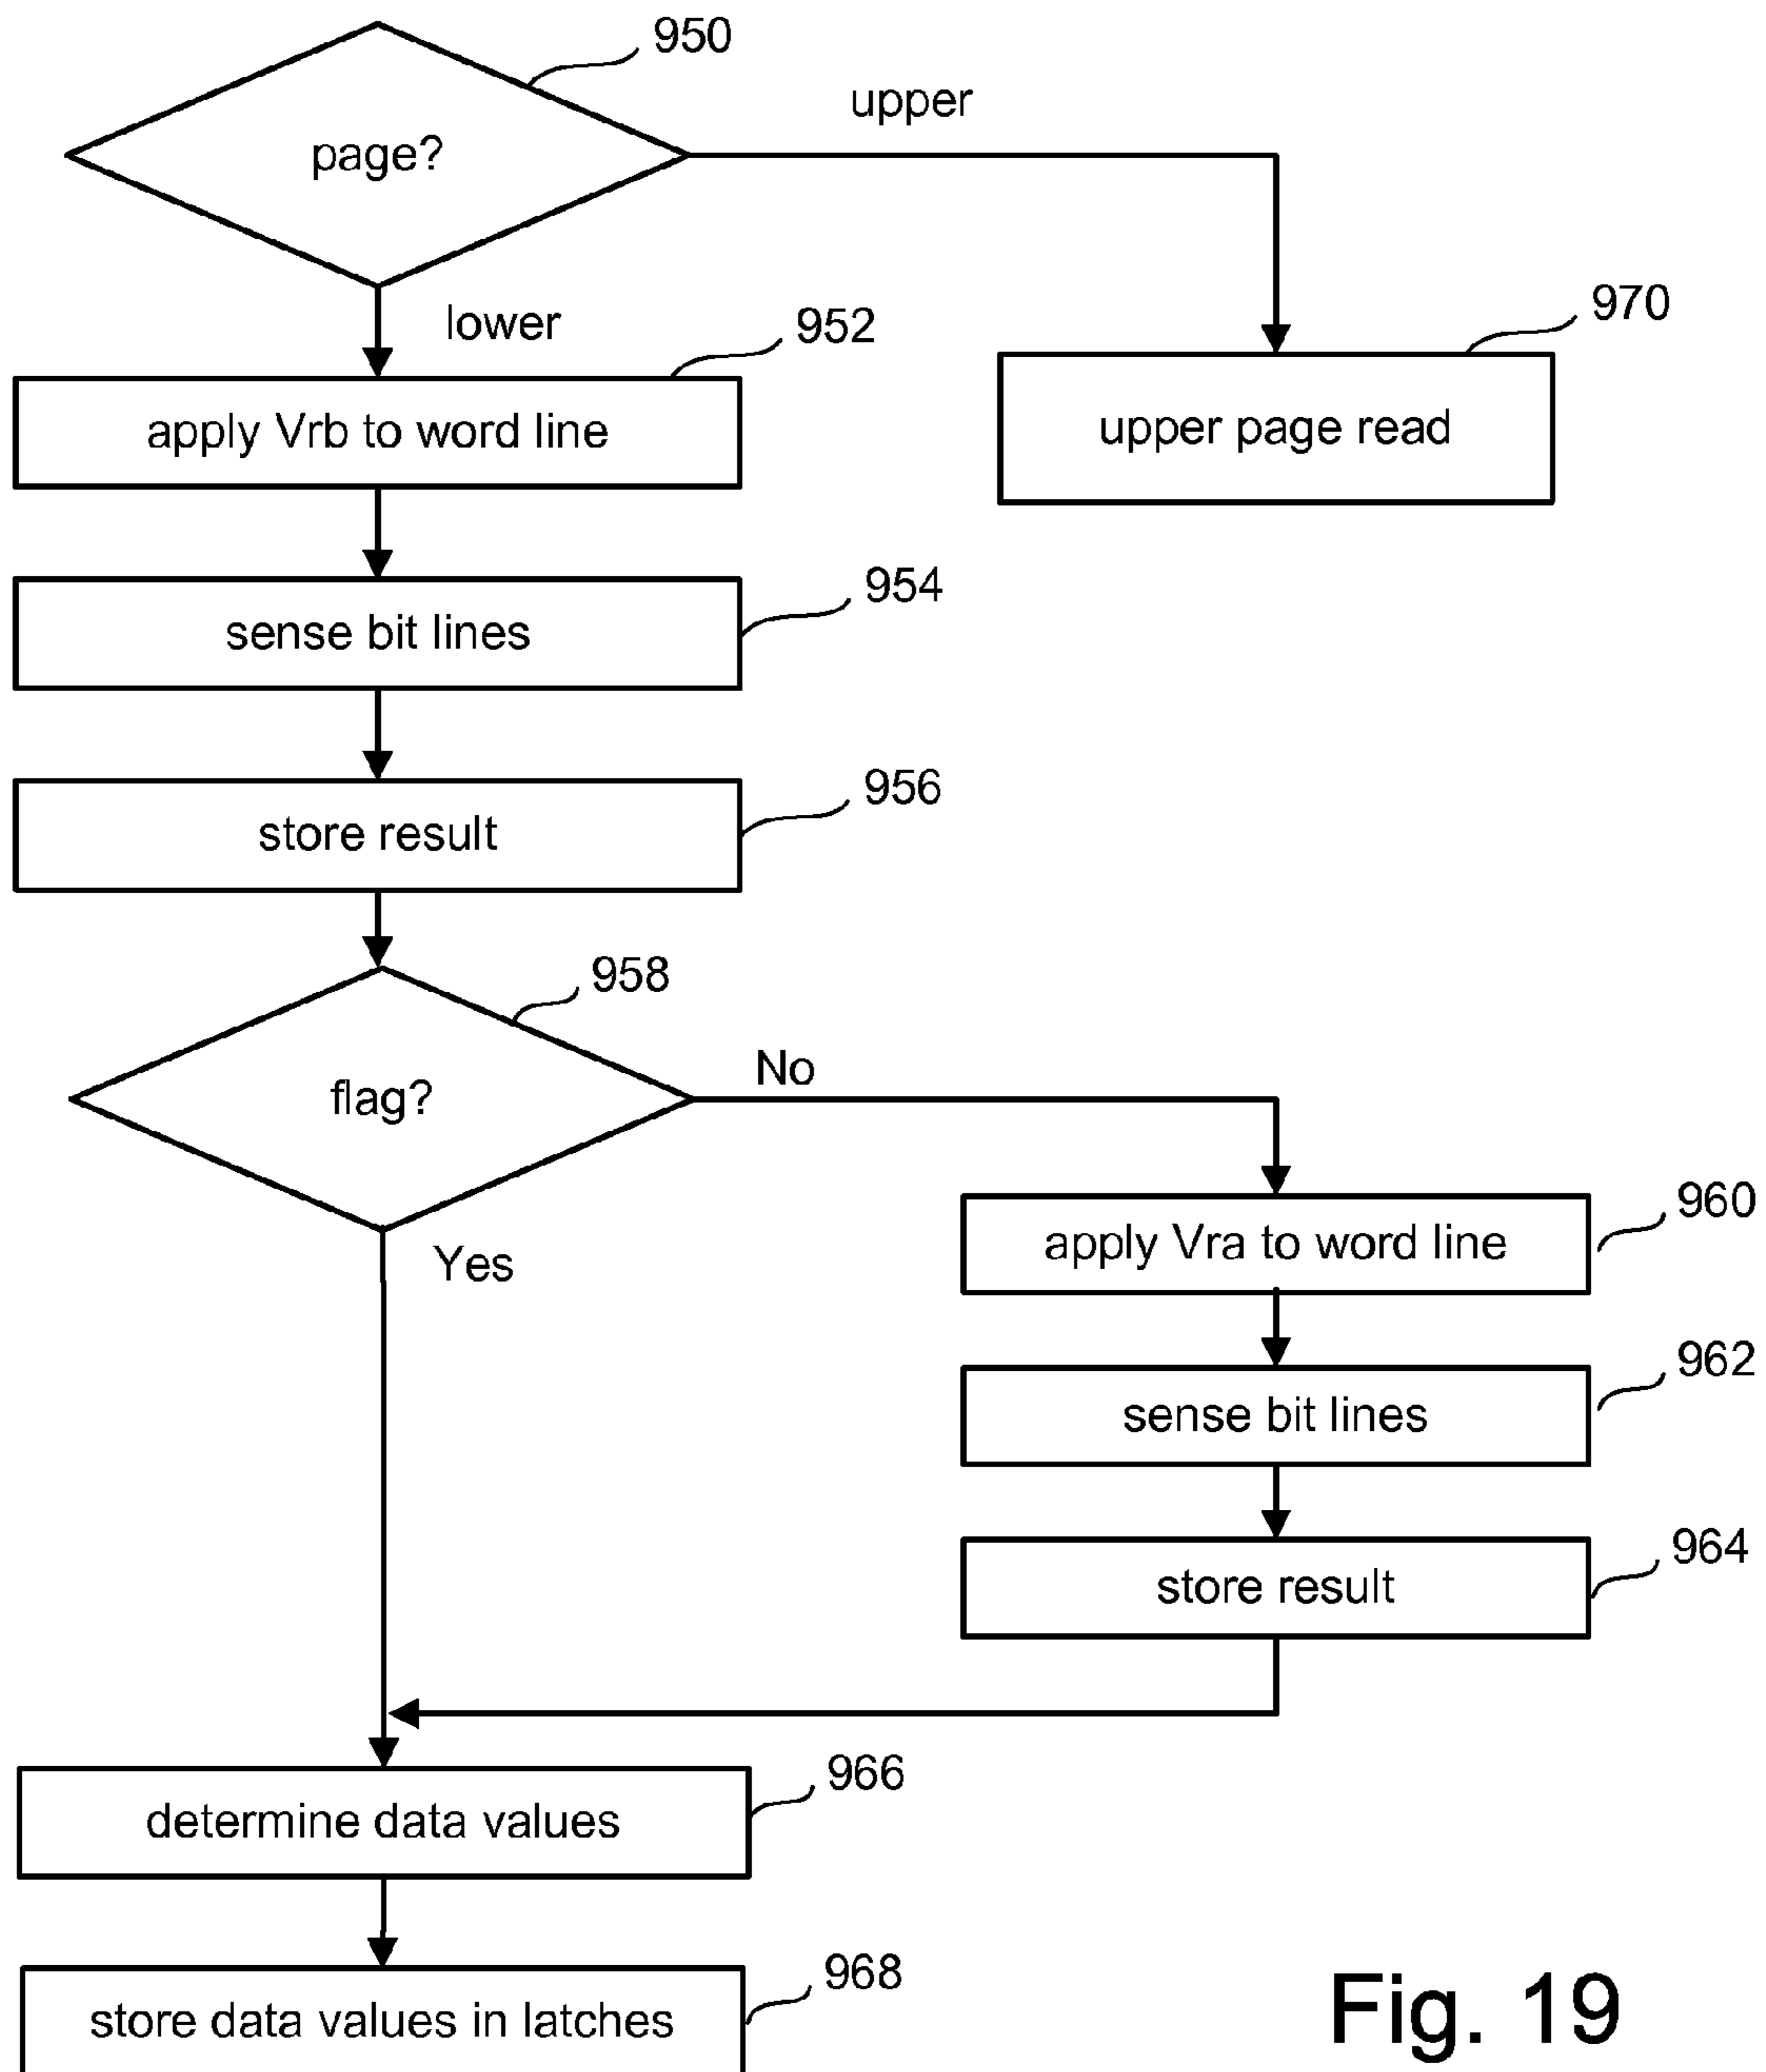 950
upper
page?
970
lower
952
apply Vrb to word line
upper page read
954
sense bit lines
956
store result
958
No
flag?
960
Yes
apply Vra to word line
962
sense bit lines
964
store result
966
determine data values
968
store data values in latches
Fig. 19